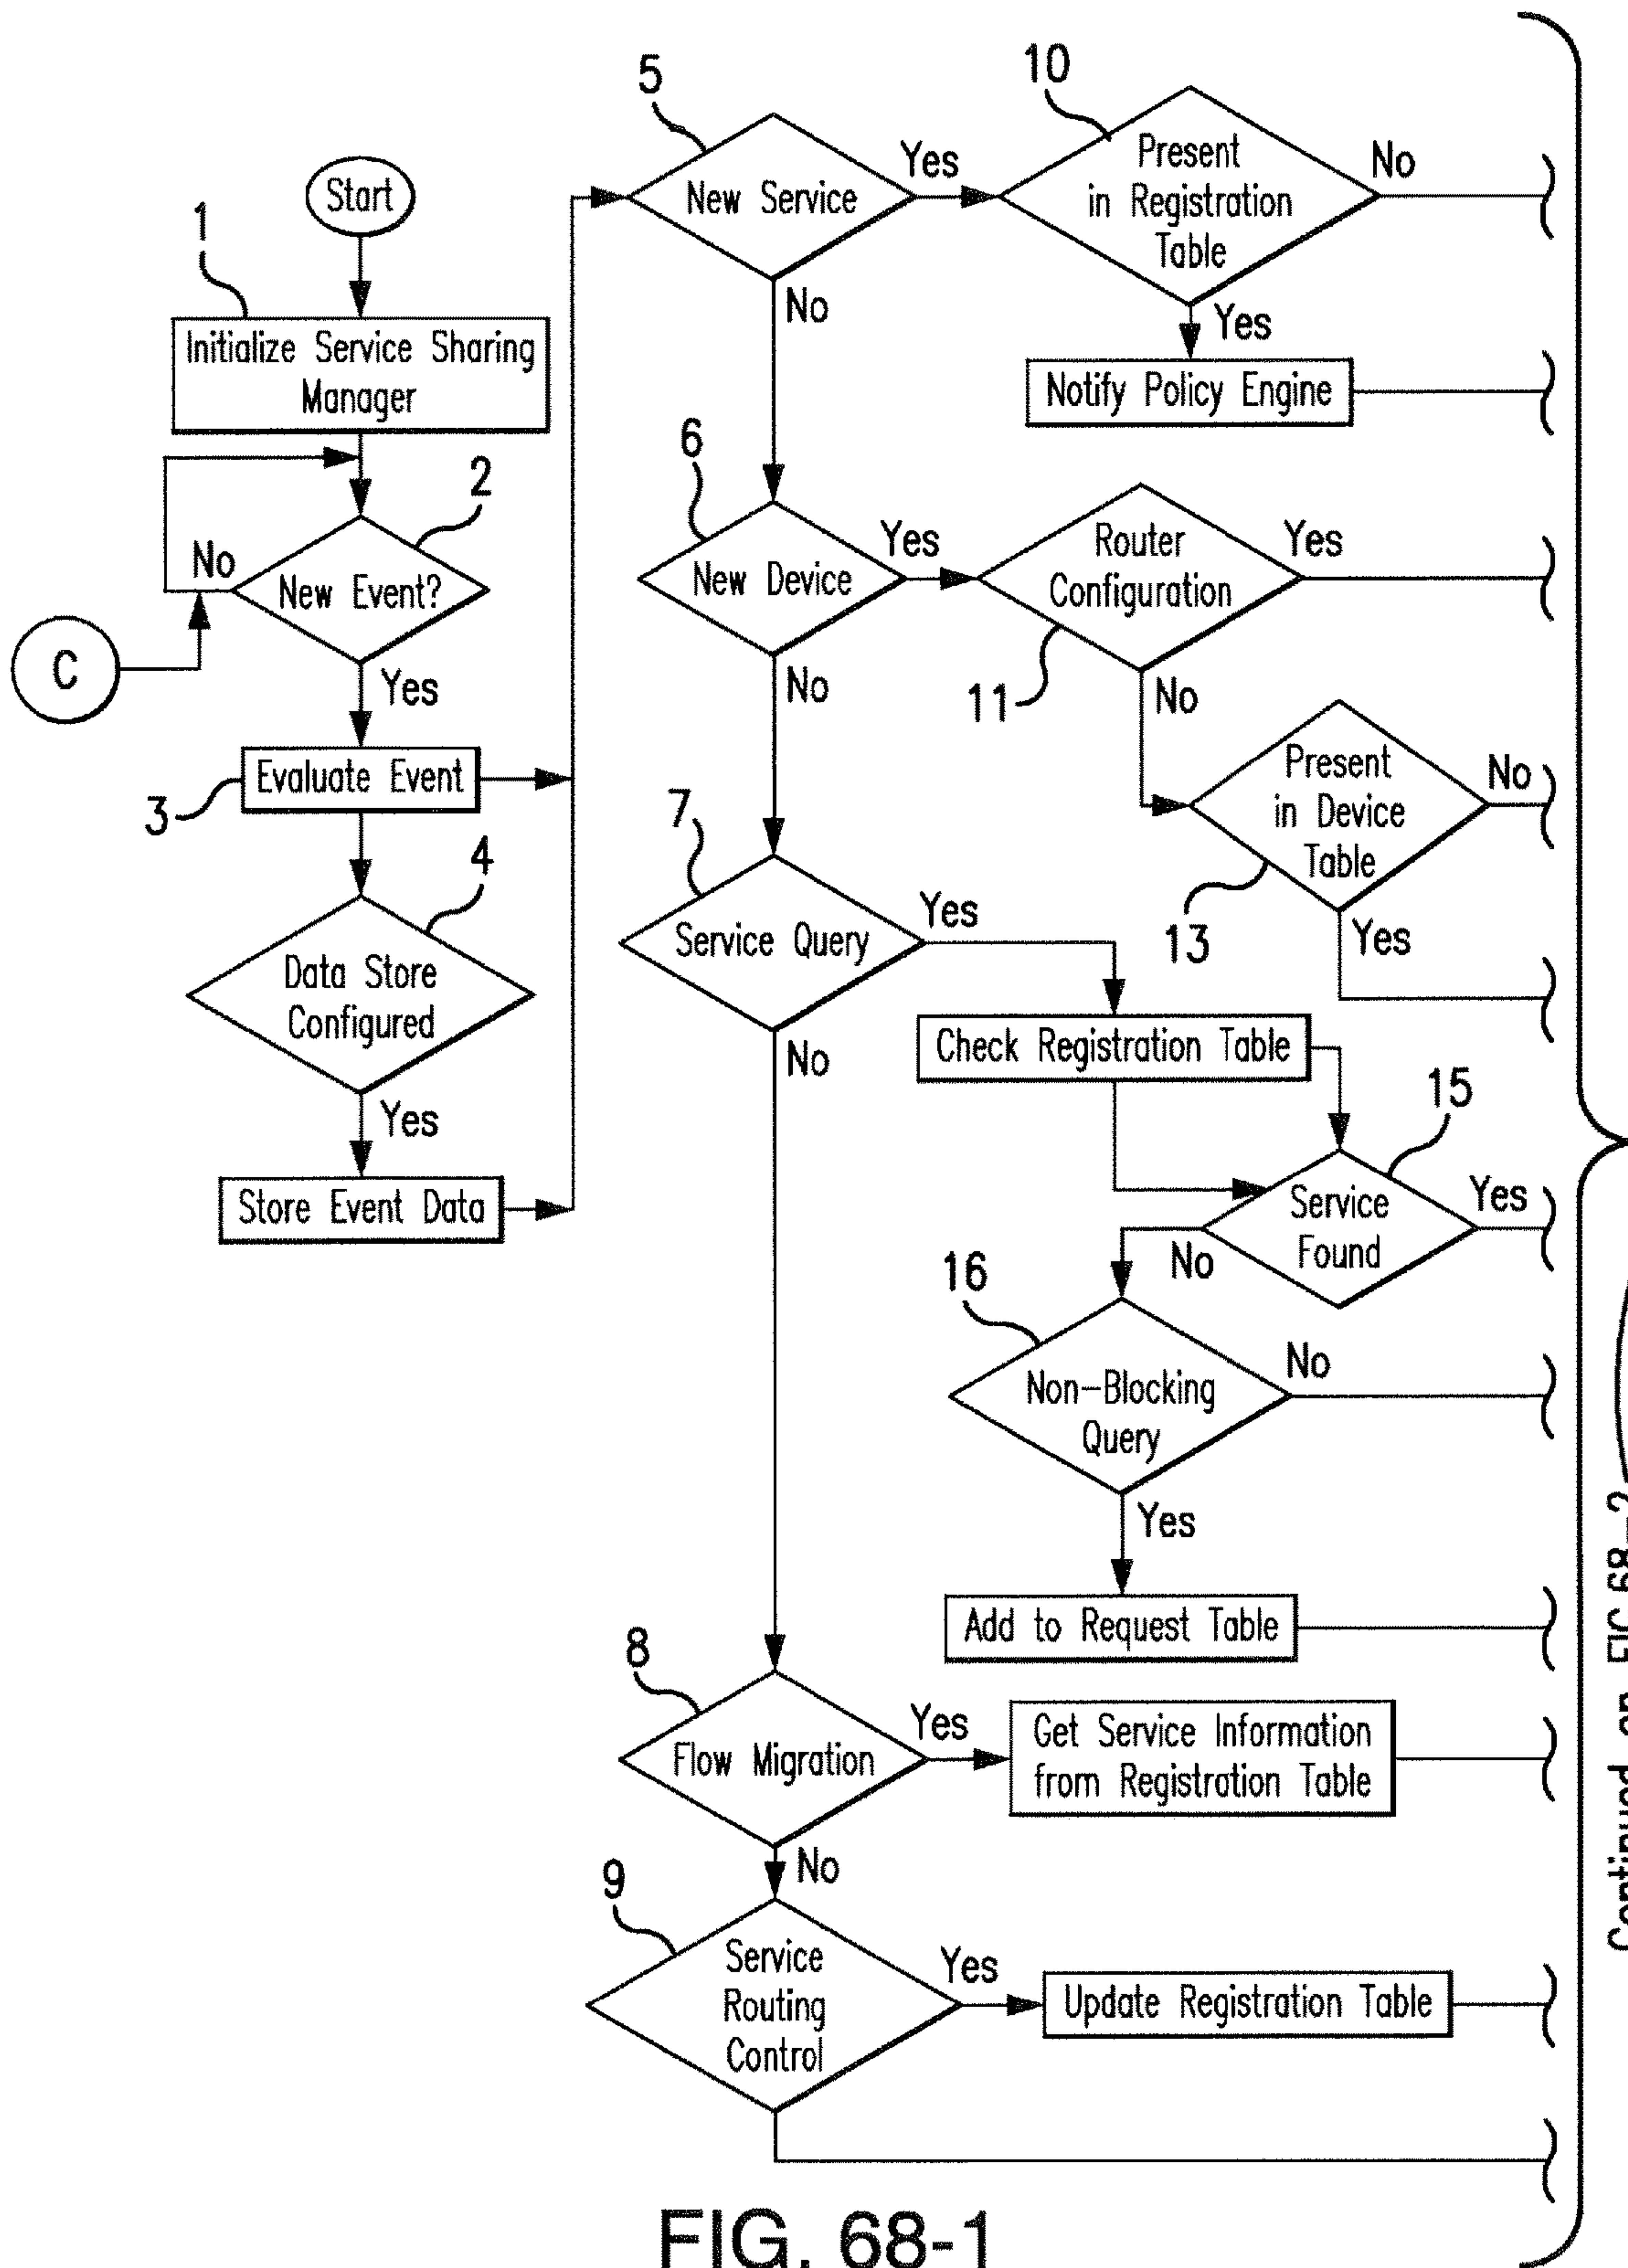 Start
1
Initialize Service Sharing
Manager
2
No
New Event?
C
Yes
3
Evaluate Event
4
Data Store
Configured
Yes
Store Event Data
5
New Service
Yes
No
10
Present
in Registration
Table
No
Yes
Notify Policy Engine
6
New Device
Yes
No
Router
Configuration
Yes
11
No
Present
in Device
Table
No
13
Yes
7
Service Query
Yes
No
Check Registration Table
15
Service
Found
Yes
No
16
Non-Blocking
Query
No
Yes
Add to Request Table
8
Flow Migration
Yes
No
Get Service Information
from Registration Table
9
Service
Routing
Control
Yes
Update Registration Table
Continued on FIG.68-2
FIG. 68-1